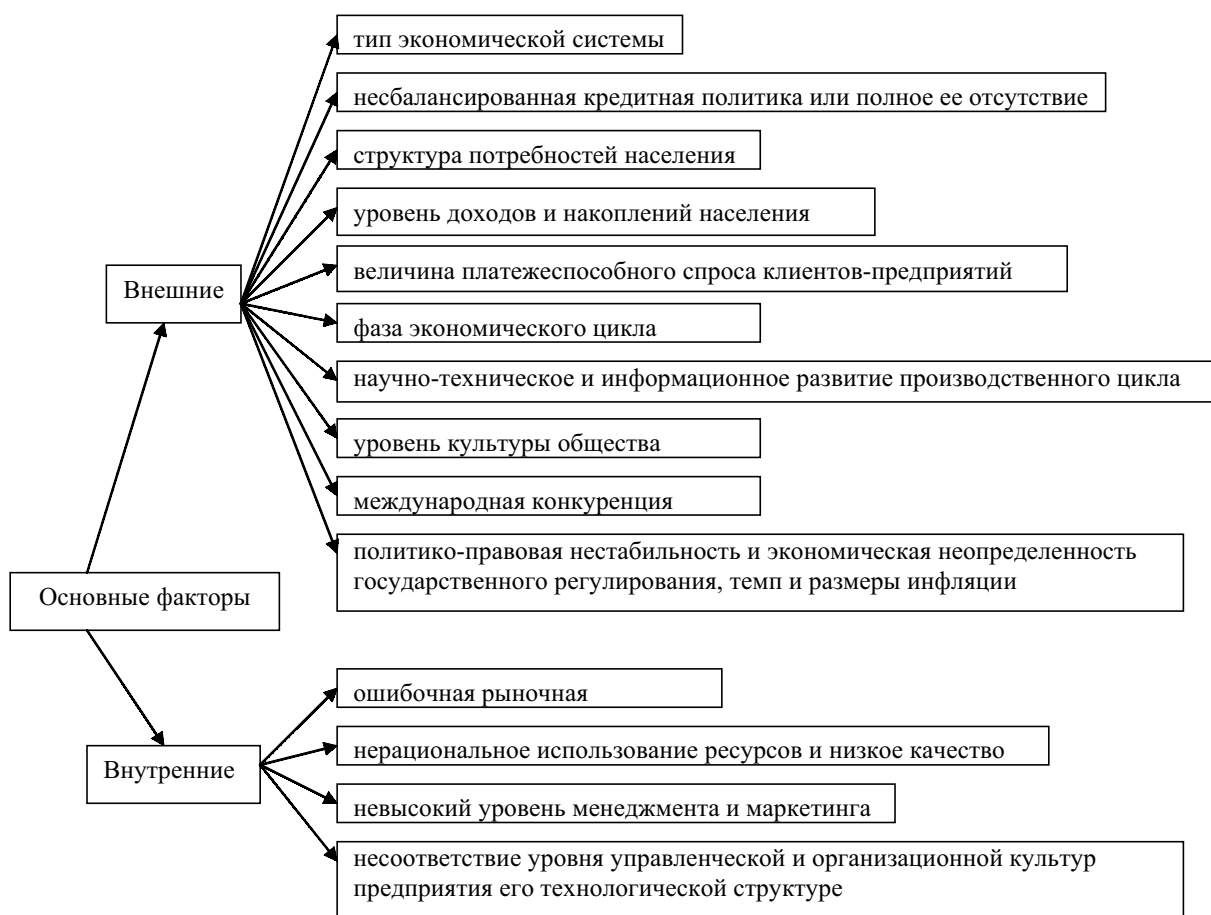 тип экономической системы
несбалансированная кредитная политика или полное ее отсутствие
структура потребностей населения
уровень доходов и накоплений населения
величина платежеспособного спроса клиентов-предприятий
Внешние
фаза экономического цикла
научно-техническое и информационное развитие производственного цикла
уровень культуры общества
международная конкуренция
политико-правовая нестабильность и экономическая неопределенность
государственного регулирования, темп и размеры инфляции
Основные факторы
ошибочная рыночная
нерациональное использование ресурсов и низкое качество
Внутренние
невысокий уровень менеджмента и маркетинга
несоответствие уровня управленческой и организационной культур
предприятия его технологической структуре